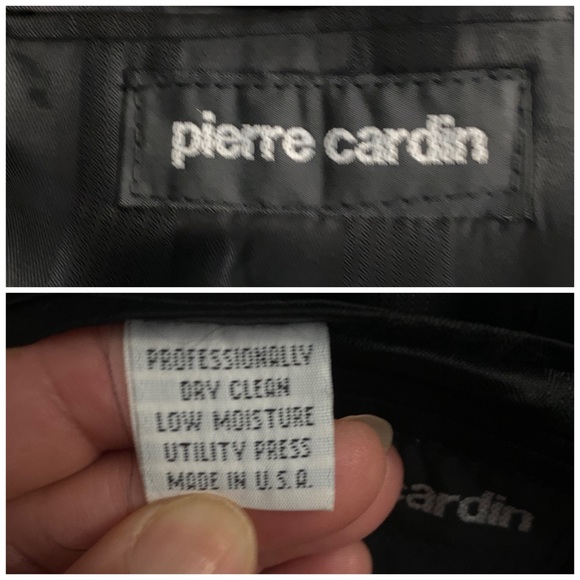 pierre cardin
PROFESSIONALLY
DRY CLEAN
LOW MOISTURE
UTILITY PRESS
MADE IN U.S.A.
cardin